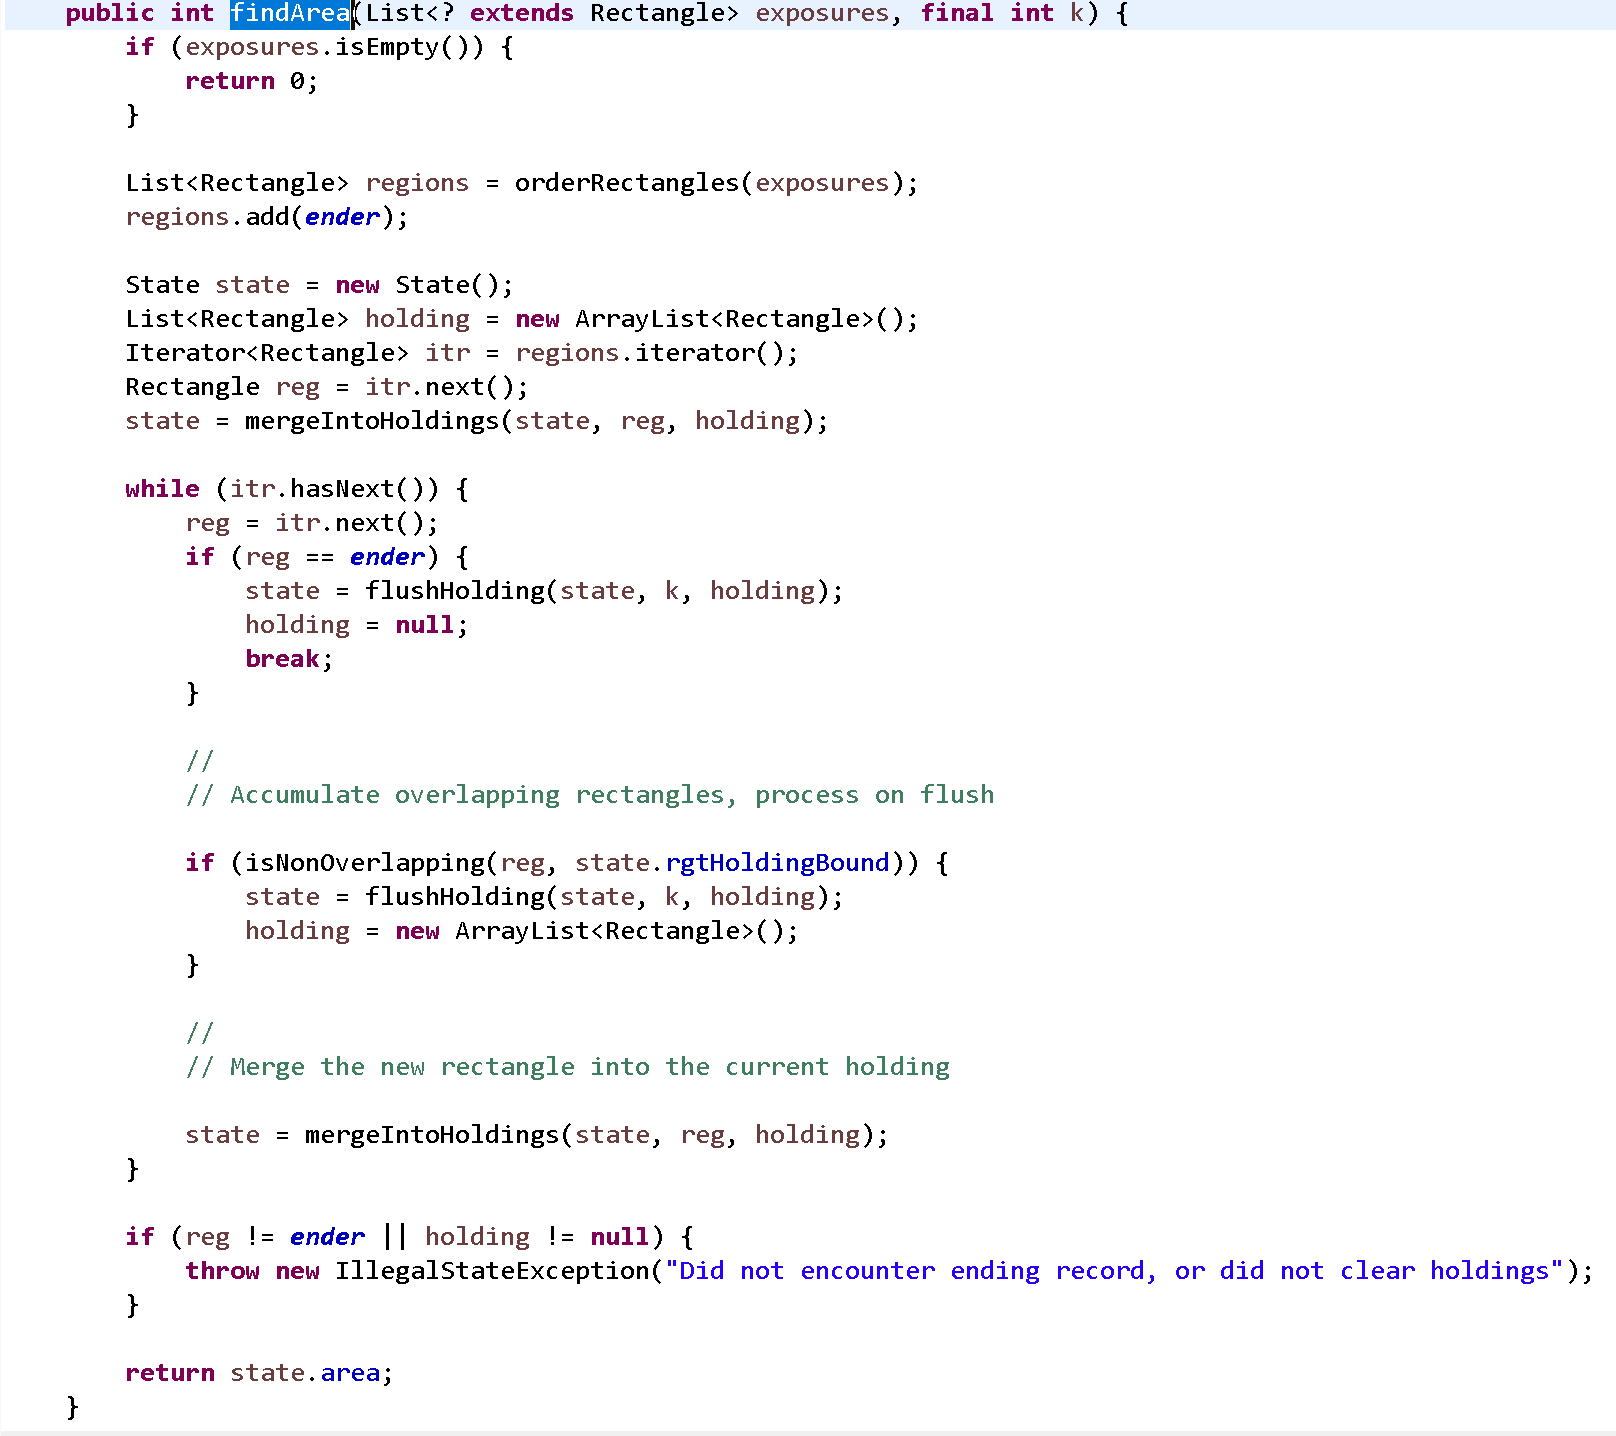 public int findArea(List<? extends Rectangle> exposures, final int k) {
    if (exposures.isEmpty()) {
        return 0;
    }

    List<Rectangle> regions = orderRectangles(exposures);
    regions.add(ender);

    State state = new State();
    List<Rectangle> holding = new ArrayList<Rectangle>();
    Iterator<Rectangle> itr = regions.iterator();
    Rectangle reg = itr.next();
    state = mergeIntoHoldings(state, reg, holding);

    while (itr.hasNext()) {
        reg = itr.next();
        if (reg == ender) {
            state = flushHolding(state, k, holding);
            holding = null;
            break;
        }

        //
        // Accumulate overlapping rectangles, process on flush

        if (isNonOverlapping(reg, state.rgtHoldingBound)) {
            state = flushHolding(state, k, holding);
            holding = new ArrayList<Rectangle>();
        }

        //
        // Merge the new rectangle into the current holding

        state = mergeIntoHoldings(state, reg, holding);
    }

    if (reg != ender || holding != null) {
        throw new IllegalStateException("Did not encounter ending record, or did not clear holdings");
    }

    return state.area;
}